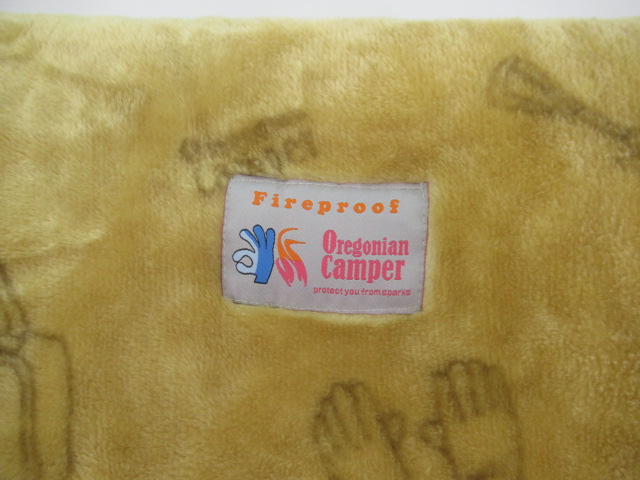 Fireproof
Oregonian
Camper
protect you from sparks